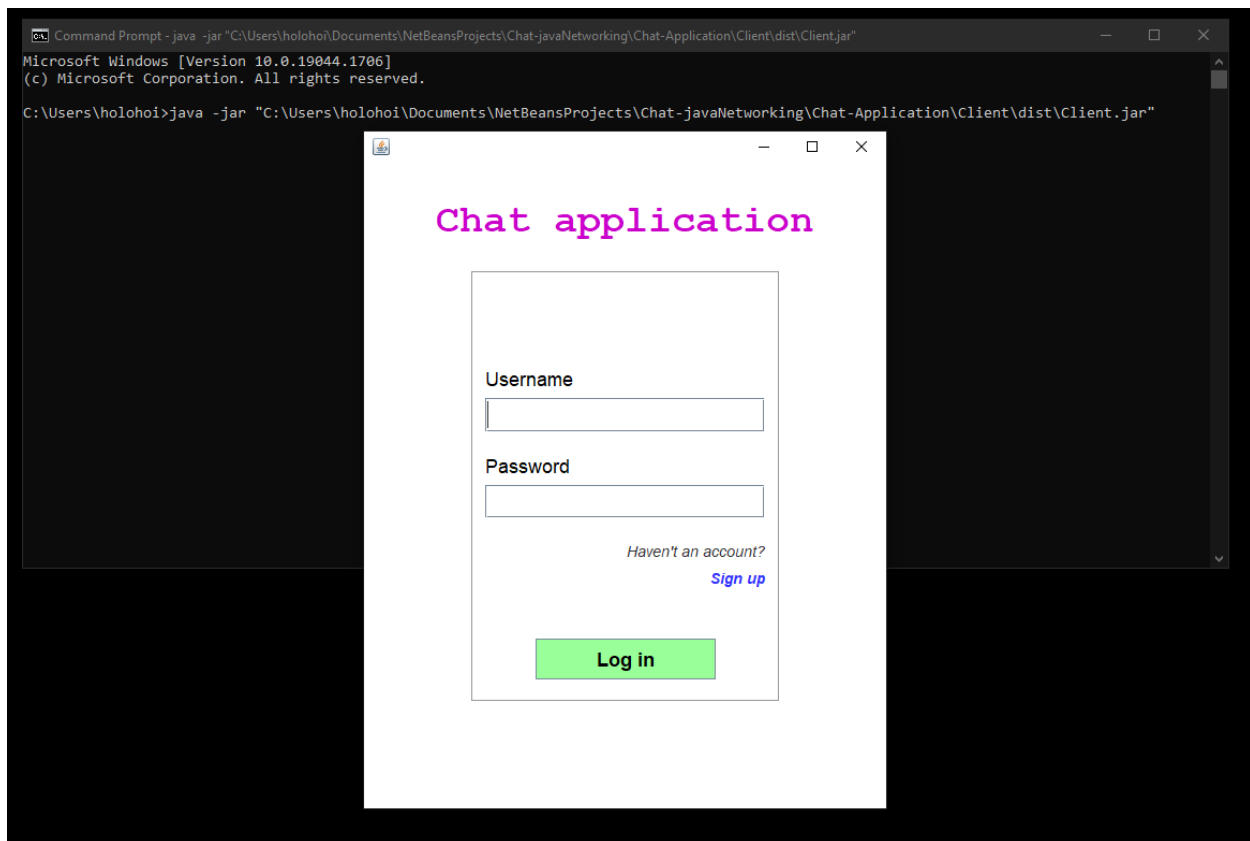 Command Prompt - java -jar "C:\Users\holohoi\Documents\NetBeansProjects\Chat-javaNetworking\Chat-Application\Client\dist\Client.jar"
Microsoft Windows [Version 10.0.19044.1706]
(c) Microsoft Corporation. All rights reserved.
C:\Users\holohoi>java -jar "C:\Users\holohoi\Documents\NetBeansProjects\Chat-javaNetworking\Chat-Application\Client\dist\Client.jar"
Chat application
Username
Password
Haven't an account?
Sign up
Log in